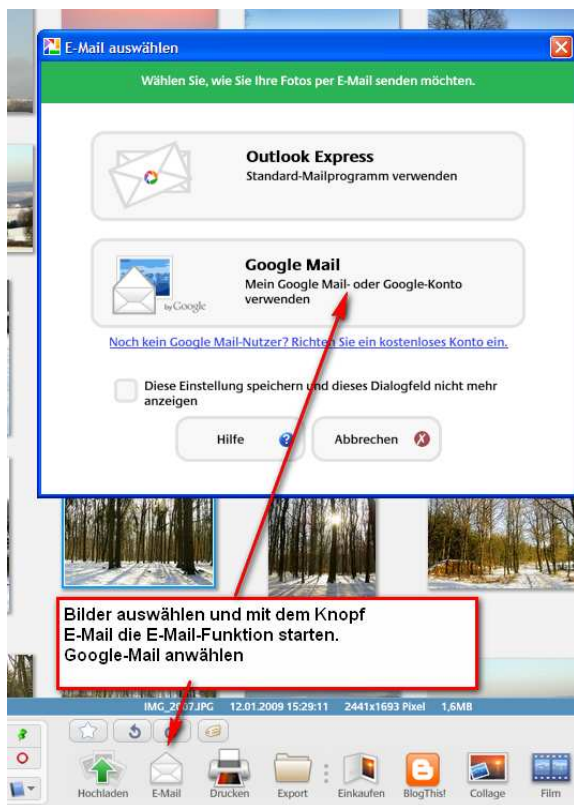 E-Mail auswählen
Wählen Sie, wie Sie Ihre Fotos per E-Mail senden möchten.
Outlook Express
Standard-Mailprogramm verwenden
Google Mail
Mein Google Mail- oder Google-Konto
verwenden
by Google
Noch kein Google Mail-Nutzer? Richten Sie ein kostenloses Konto ein.
Diese Einstellung speichern und dieses Dialogfeld nicht mehr
anzeigen
Hilfe ?
Abbrechen X
Bilder auswählen und mit dem Knopf
E-Mail die E-Mail-Funktion starten.
Google-Mail anwählen
IMG_2007.JPG 12.01.2009 15:29:11 2441x1693 Pixel 1,6MB
Hochladen E-Mail Drucken Export Einkaufen BlogThis! Collage Film